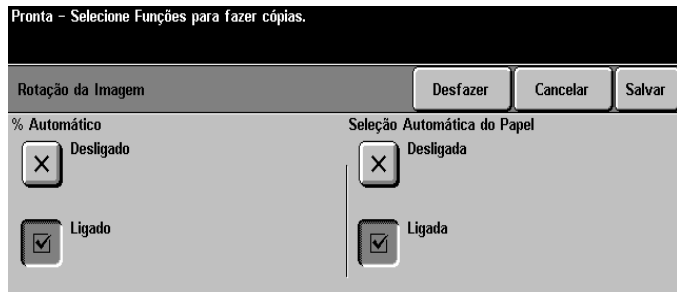 Pronta - Selecione Funções para fazer cópias.
Rotação da Imagem Desfazer Cancelar Salvar
% Automático Seleção Automática do Papel
Desligado Desligada
Ligado Ligada